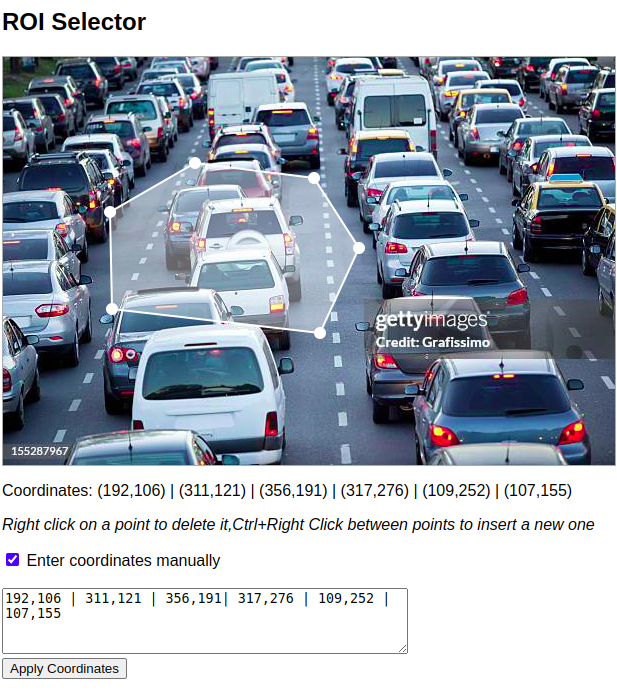 ROI Selector
gettyimages
Credit: Grafissimo
155287967
Coordinates: (192,106) | (311,121) | (356,191) | (317,276) | (109,252) | (107,155)
Right click on a point to delete it,Ctrl+Right Click between points to insert a new one
Enter coordinates manually
192,106 | 311,121 | 356,191| 317,276 | 109,252 |
107,155
Apply Coordinates